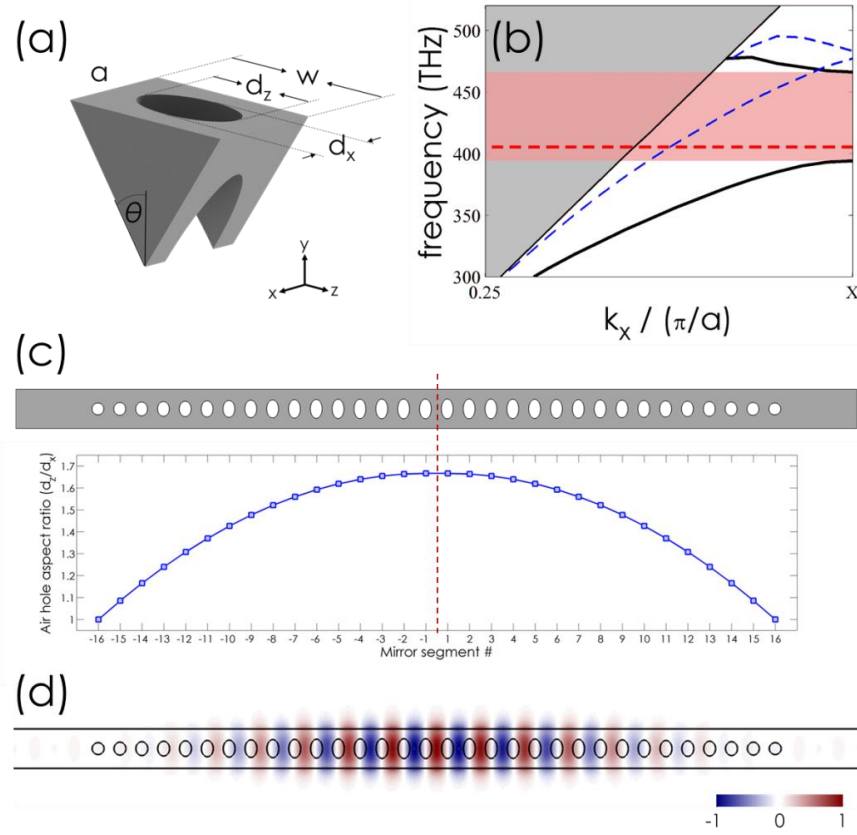 (a)
a
w
d_z
d_x
θ
y
x
z
(b)
frequency (THz)
500
450
400
350
300
0.25
X
k_x / (π/a)
(c)
Air hole aspect ratio (d_z/d_x)
1.7
1.6
1.5
1.4
1.3
1.2
1.1
1
-16 -15 -14 -13 -12 -11 -10 -9 -8 -7 -6 -5 -4 -3 -2 -1 1 2 3 4 5 6 7 8 9 10 11 12 13 14 15 16
Mirror segment #
(d)
-1 0 1